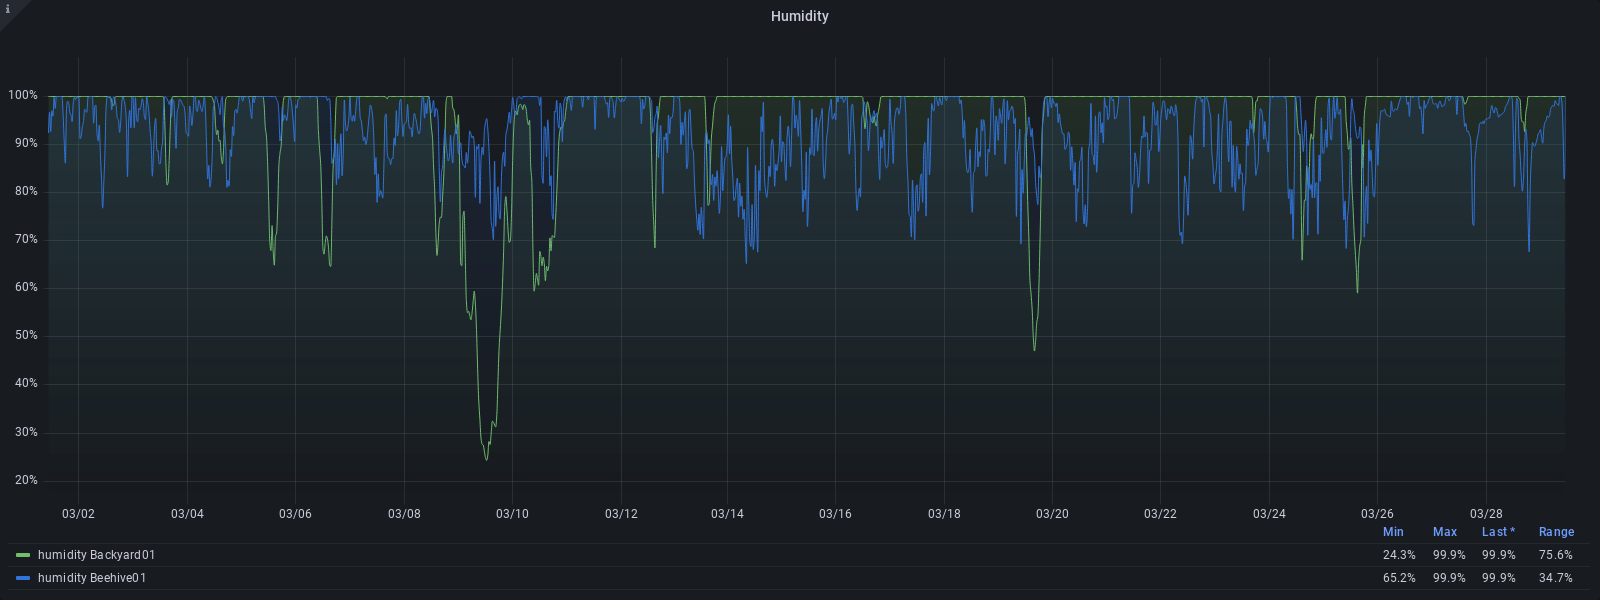 i
Humidity
100%
90%
80%
70%
60%
50%
40%
30%
20%
03/02 03/04 03/06 03/08 03/10 03/12 03/14 03/16 03/18 03/20 03/22 03/24 03/26 03/28
Min Max Last * Range
humidity Backyard01 24.3% 99.9% 99.9% 75.6%
humidity Beehive01 65.2% 99.9% 99.9% 34.7%